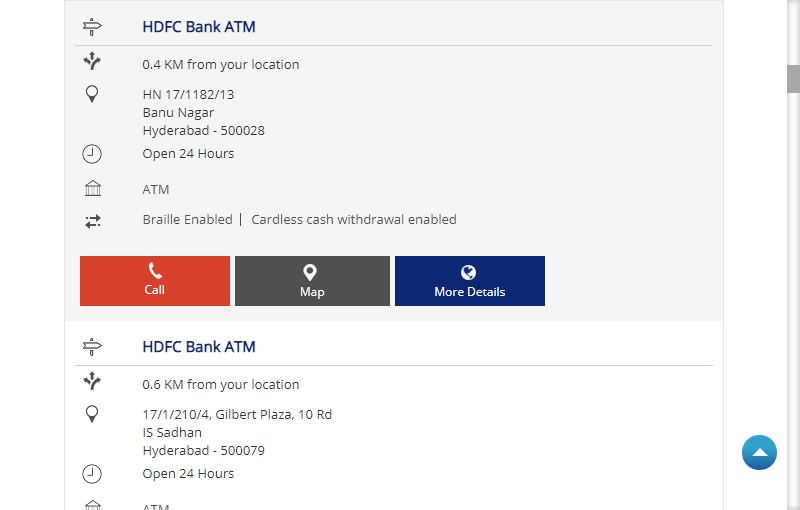 HDFC Bank ATM
0.4 KM from your location
HN 17/1182/13
Banu Nagar
Hyderabad - 500028
Open 24 Hours
ATM
Braille Enabled | Cardless cash withdrawal enabled
Call
Map
More Details
HDFC Bank ATM
0.6 KM from your location
17/1/210/4, Gilbert Plaza, 10 Rd
IS Sadhan
Hyderabad - 500079
Open 24 Hours
ATM